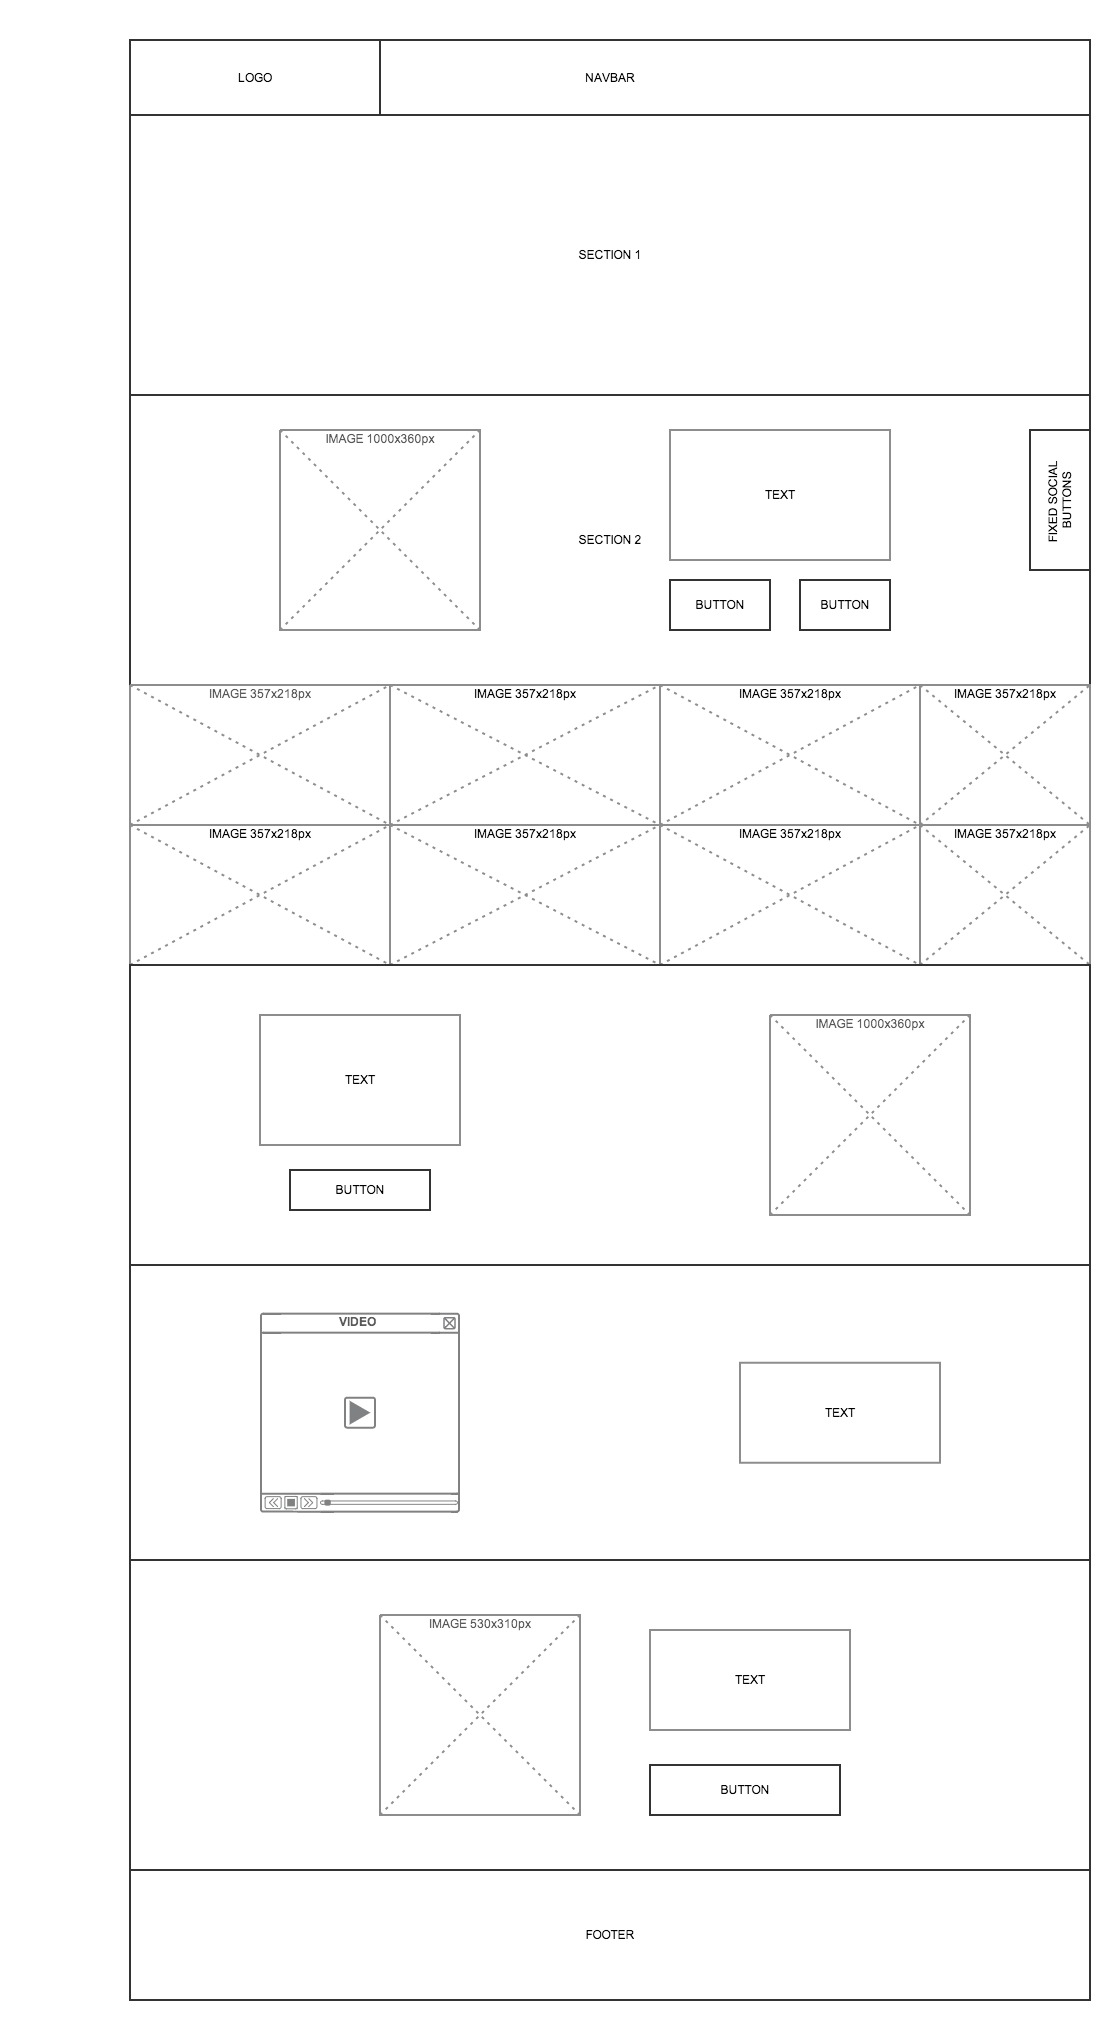 LOGO
NAVBAR
SECTION 1
IMAGE 1000x360px
TEXT
FIXED SOCIAL
BUTTONS
SECTION 2
BUTTON
BUTTON
IMAGE 357x218px
IMAGE 357x218px
IMAGE 357x218px
IMAGE 357x218px
IMAGE 357x218px
IMAGE 357x218px
IMAGE 357x218px
IMAGE 357x218px
TEXT
BUTTON
IMAGE 1000x360px
VIDEO
TEXT
IMAGE 530x310px
TEXT
BUTTON
FOOTER